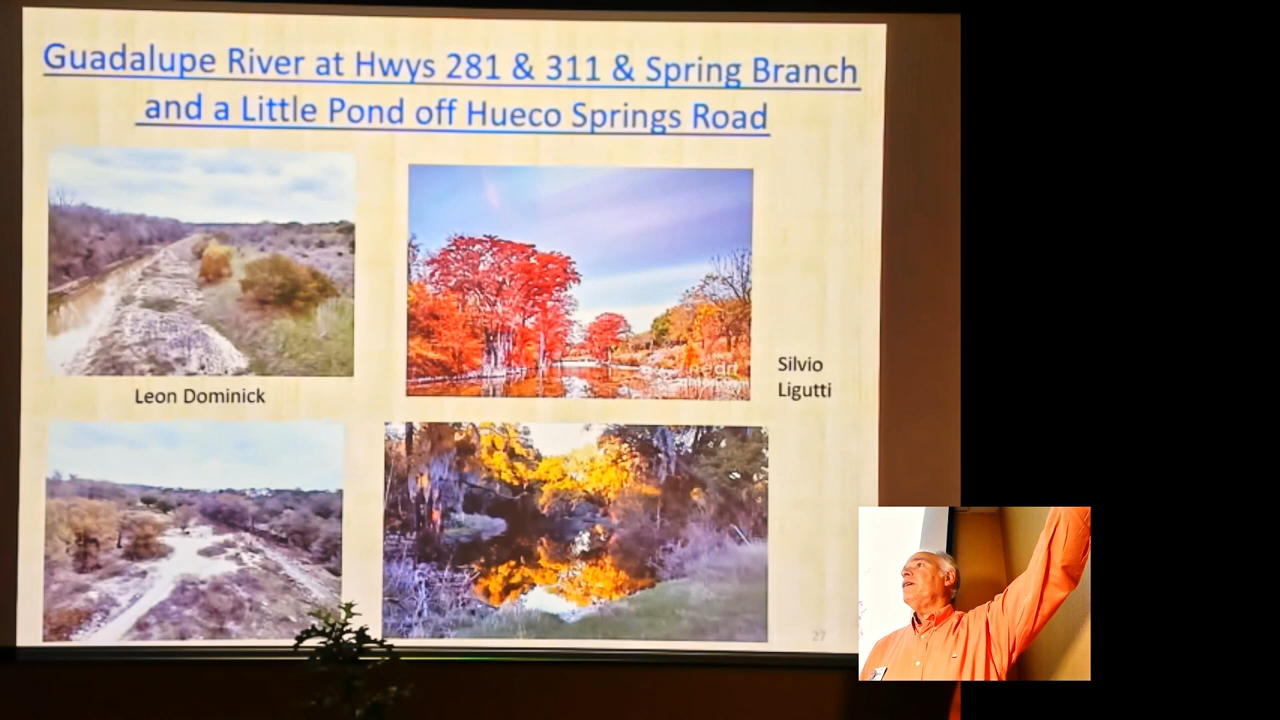 Guadalupe River at Hwys 281 & 311 & Spring Branch
and a Little Pond off Hueco Springs Road
Leon Dominick
Silvio
Ligutti
27